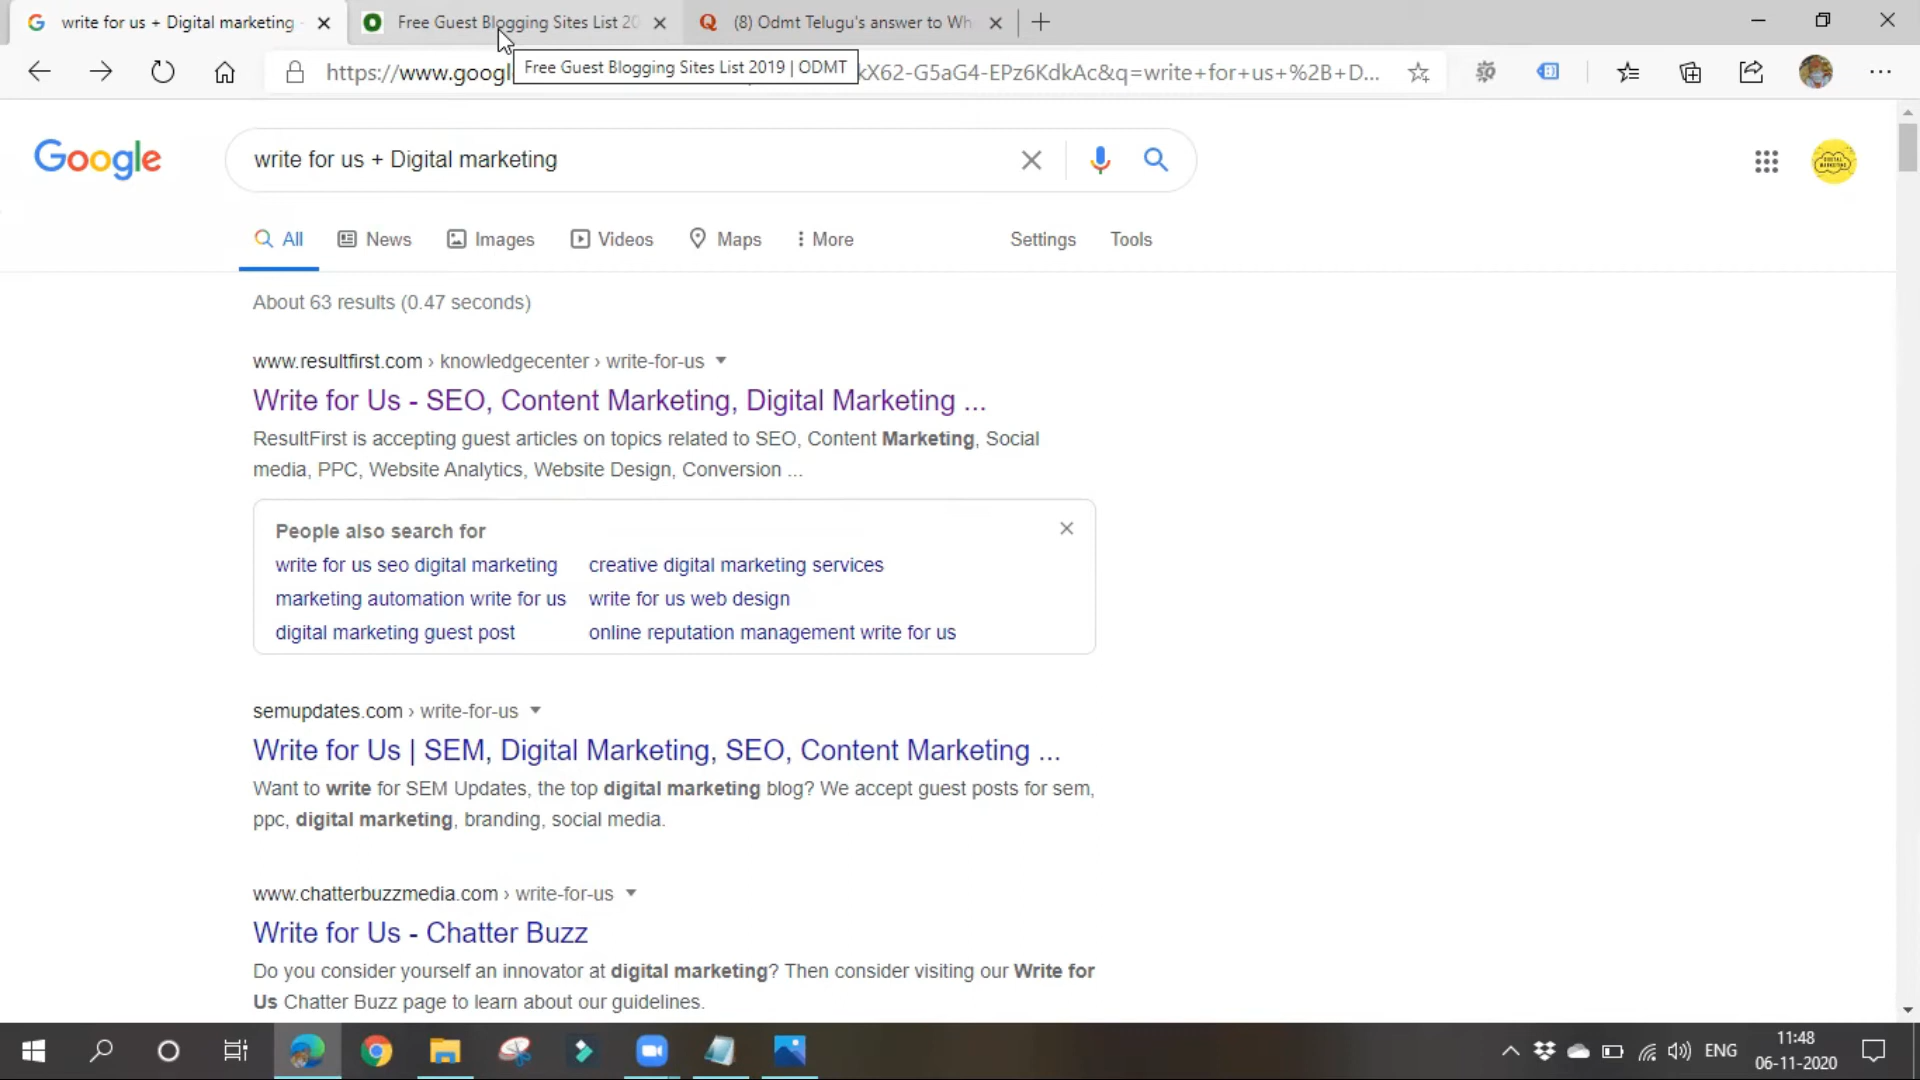 write for us + Digital marketing -
Free Guest Blogging Sites List 20
(8) Odmt Telugu's answer to Wh
https://www.googl
kX62-G5aG4-EPz6KdkAc&q=write+for+us+%2B+D...
Free Guest Blogging Sites List 2019 | ODMT
Google
write for us + Digital marketing
All
News
Images
Videos
Maps
More
Settings
Tools
About 63 results (0.47 seconds)
www.resultfirst.com › knowledgecenter › write-for-us
Write for Us - SEO, Content Marketing, Digital Marketing ...
ResultFirst is accepting guest articles on topics related to SEO, Content Marketing, Social
media, PPC, Website Analytics, Website Design, Conversion ...
People also search for
write for us seo digital marketing
creative digital marketing services
marketing automation write for us
write for us web design
digital marketing guest post
online reputation management write for us
semupdates.com › write-for-us
Write for Us | SEM, Digital Marketing, SEO, Content Marketing ...
Want to write for SEM Updates, the top digital marketing blog? We accept guest posts for sem,
ppc, digital marketing, branding, social media.
www.chatterbuzzmedia.com › write-for-us
Write for Us - Chatter Buzz
Do you consider yourself an innovator at digital marketing? Then consider visiting our Write for
Us Chatter Buzz page to learn about our guidelines.
ENG
11:48
06-11-2020